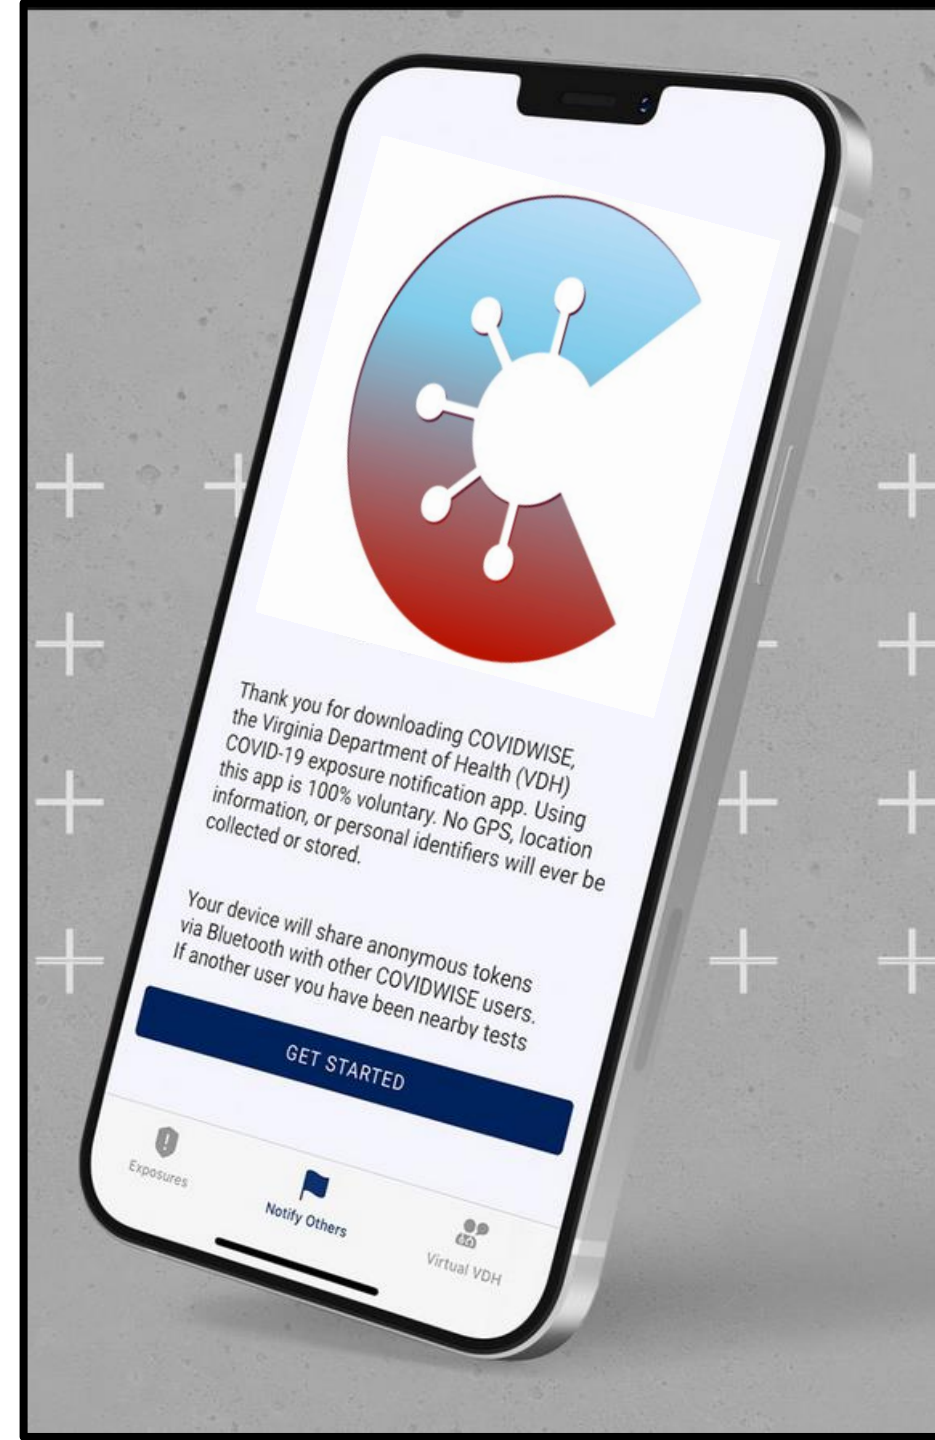 Thank you for downloading COVIDWISE,
the Virginia Department of Health (VDH)
COVID-19 exposure notification app. Using
this app is 100% voluntary. No GPS, location
information, or personal identifiers will ever be
collected or stored.
Your device will share anonymous tokens
via Bluetooth with other COVIDWISE users.
If another user you have been nearby tests
GET STARTED
Exposures
Notify Others
Virtual VDH